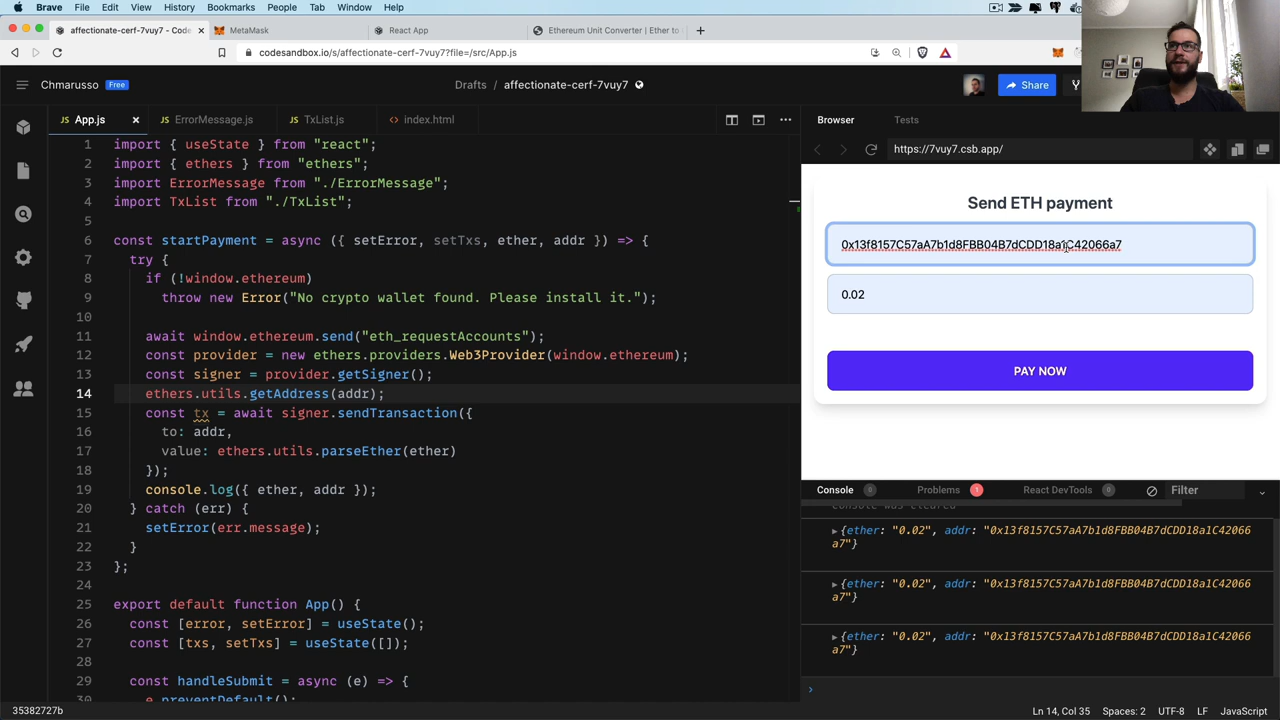 Brave File Edit View History Bookmarks People Tab Window Help
affectionate-cerf-7vuy7 - Code
MetaMask
React App
Ethereum Unit Converter | Ether to
codesandbox.io/s/affectionate-cerf-7vuy7?file=/src/App.js
Chmarusso Free
Drafts / affectionate-cerf-7vuy7
Share
App.js
ErrorMessage.js
TxList.js
index.html
1 import { useState } from "react";
2 import { ethers } from "ethers";
3 import ErrorMessage from "./ErrorMessage";
4 import TxList from "./TxList";
5
6 const startPayment = async ({ setError, setTxs, ether, addr }) => {
7 try {
8 if (!window.ethereum)
9 throw new Error("No crypto wallet found. Please install it.");
10
11 await window.ethereum.send("eth_requestAccounts");
12 const provider = new ethers.providers.Web3Provider(window.ethereum);
13 const signer = provider.getSigner();
14 ethers.utils.getAddress(addr);
15 const tx = await signer.sendTransaction({
16 to: addr,
17 value: ethers.utils.parseEther(ether)
18 });
19 console.log({ ether, addr });
20 } catch (err) {
21 setError(err.message);
22 }
23 };
24
25 export default function App() {
26 const [error, setError] = useState();
27 const [txs, setTxs] = useState([]);
28
29 const handleSubmit = async (e) => {
30 e.preventDefault();
35382727b
Browser Tests
https://7vuy7.csb.app/
Send ETH payment
0x13f8157C57aA7b1d8FBB04B7dCDD18a1C42066a7
0.02
PAY NOW
Console 0 Problems 1 React DevTools 0 Filter
Console was cleared
{ether: "0.02", addr: "0x13f8157C57aA7b1d8FBB04B7dCDD18a1C42066
a7"}
{ether: "0.02", addr: "0x13f8157C57aA7b1d8FBB04B7dCDD18a1C42066
a7"}
{ether: "0.02", addr: "0x13f8157C57aA7b1d8FBB04B7dCDD18a1C42066
a7"}
Ln 14, Col 35 Spaces: 2 UTF-8 LF JavaScript